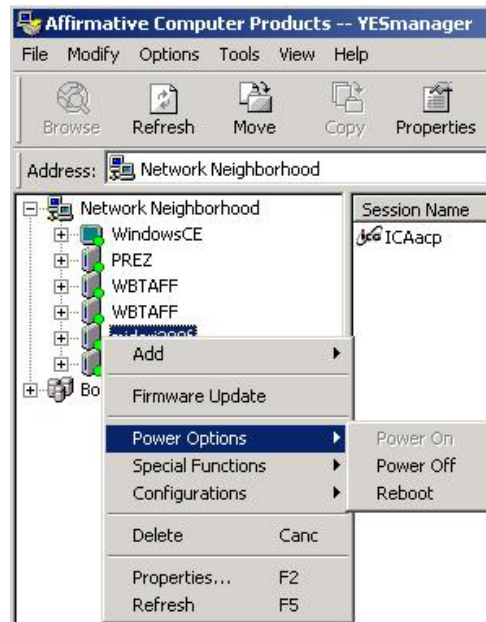 Affirmative Computer Products -- YESmanager
File Modify Options Tools View Help
Browse Refresh Move Copy Properties
Address: Network Neighborhood
Network Neighborhood
Session Name
WindowsCE
ICAacp
PREZ
WBTAFF
WBTAFF
Add
Bo
Firmware Update
Power Options
Power On
Special Functions
Power Off
Configurations
Reboot
Delete Canc
Properties... F2
Refresh F5